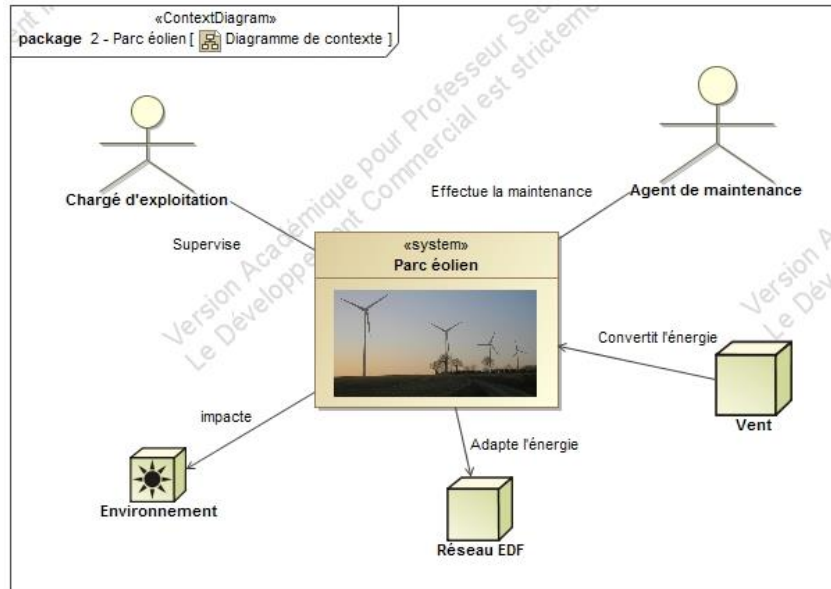 «ContextDiagram»
package 2 - Parc éolien [ Diagramme de contexte ]
Version Académique pour Professeur Seu
Le Développement Commercial est strictement
Chargé d'exploitation
Agent de maintenance
Effectue la maintenance
Supervise
«system»
Parc éolien
Version A
Le Dév
Convertit l'énergie
Vent
impacte
Adapte l'énergie
Environnement
Réseau EDF